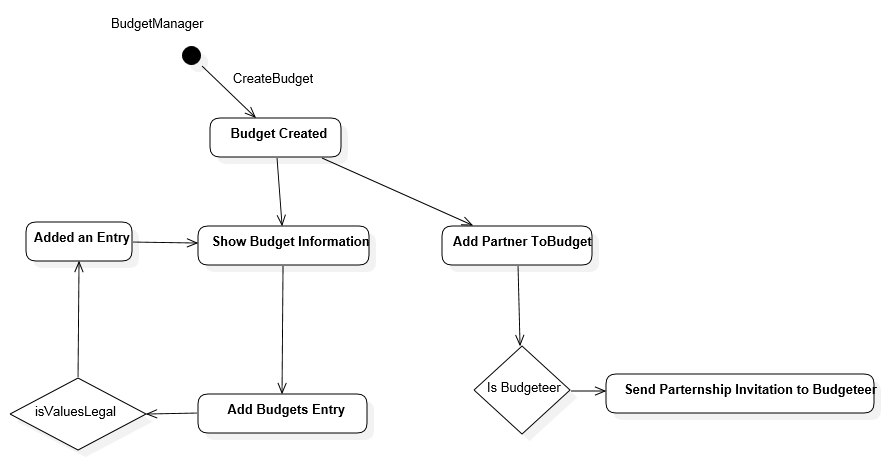 BudgetManager
CreateBudget
Budget Created
Added an Entry
Show Budget Information
Add Partner ToBudget
isValuesLegal
Add Budgets Entry
Is Budgeteer
Send Parternship Invitation to Budgeteer